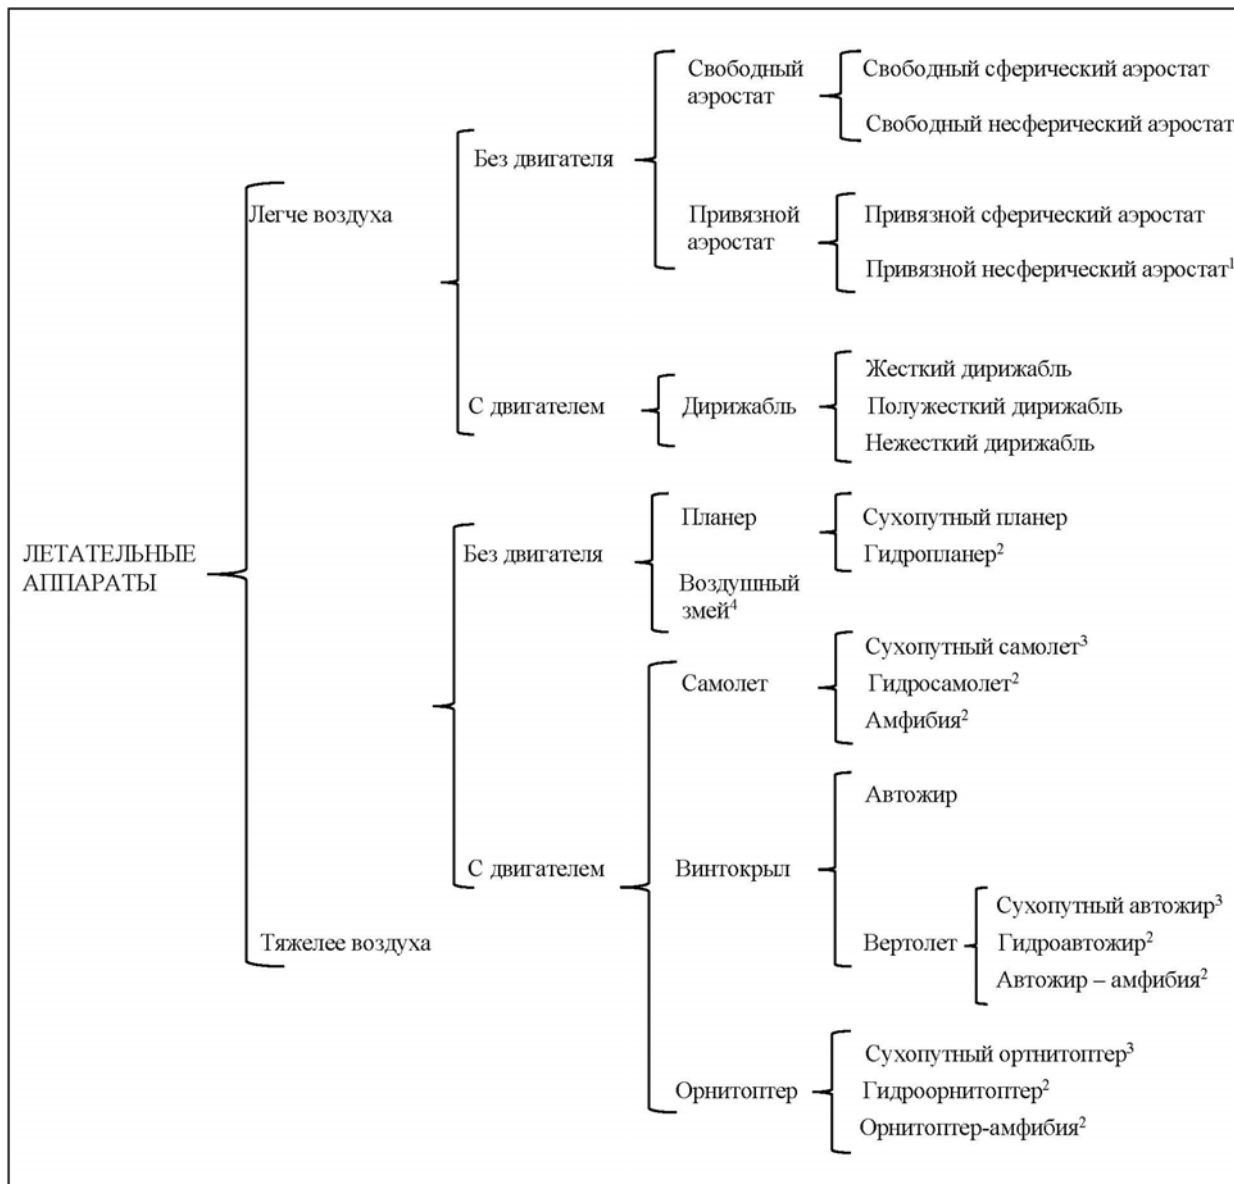 ЛЕТАТЕЛЬНЫЕ
АППАРАТЫ
Легче воздуха
Без двигателя
Свободный
аэростат
Свободный сферический аэростат
Свободный несферический аэростат
Привязной
аэростат
Привязной сферический аэростат
Привязной несферический аэростат¹
С двигателем
Дирижабль
Жесткий дирижабль
Полужесткий дирижабль
Нежесткий дирижабль
Тяжелее воздуха
Без двигателя
Планер
Сухопутный планер
Гидропланер²
Воздушный
змей⁴
С двигателем
Самолет
Сухопутный самолет³
Гидросамолет²
Амфибия²
Винтокрыл
Автожир
Вертолет
Сухопутный автожир³
Гидроавтожир²
Автожир – амфибия²
Орнитоптер
Сухопутный ортнитоптер³
Гидроорнитоптер²
Орнитоптер-амфибия²